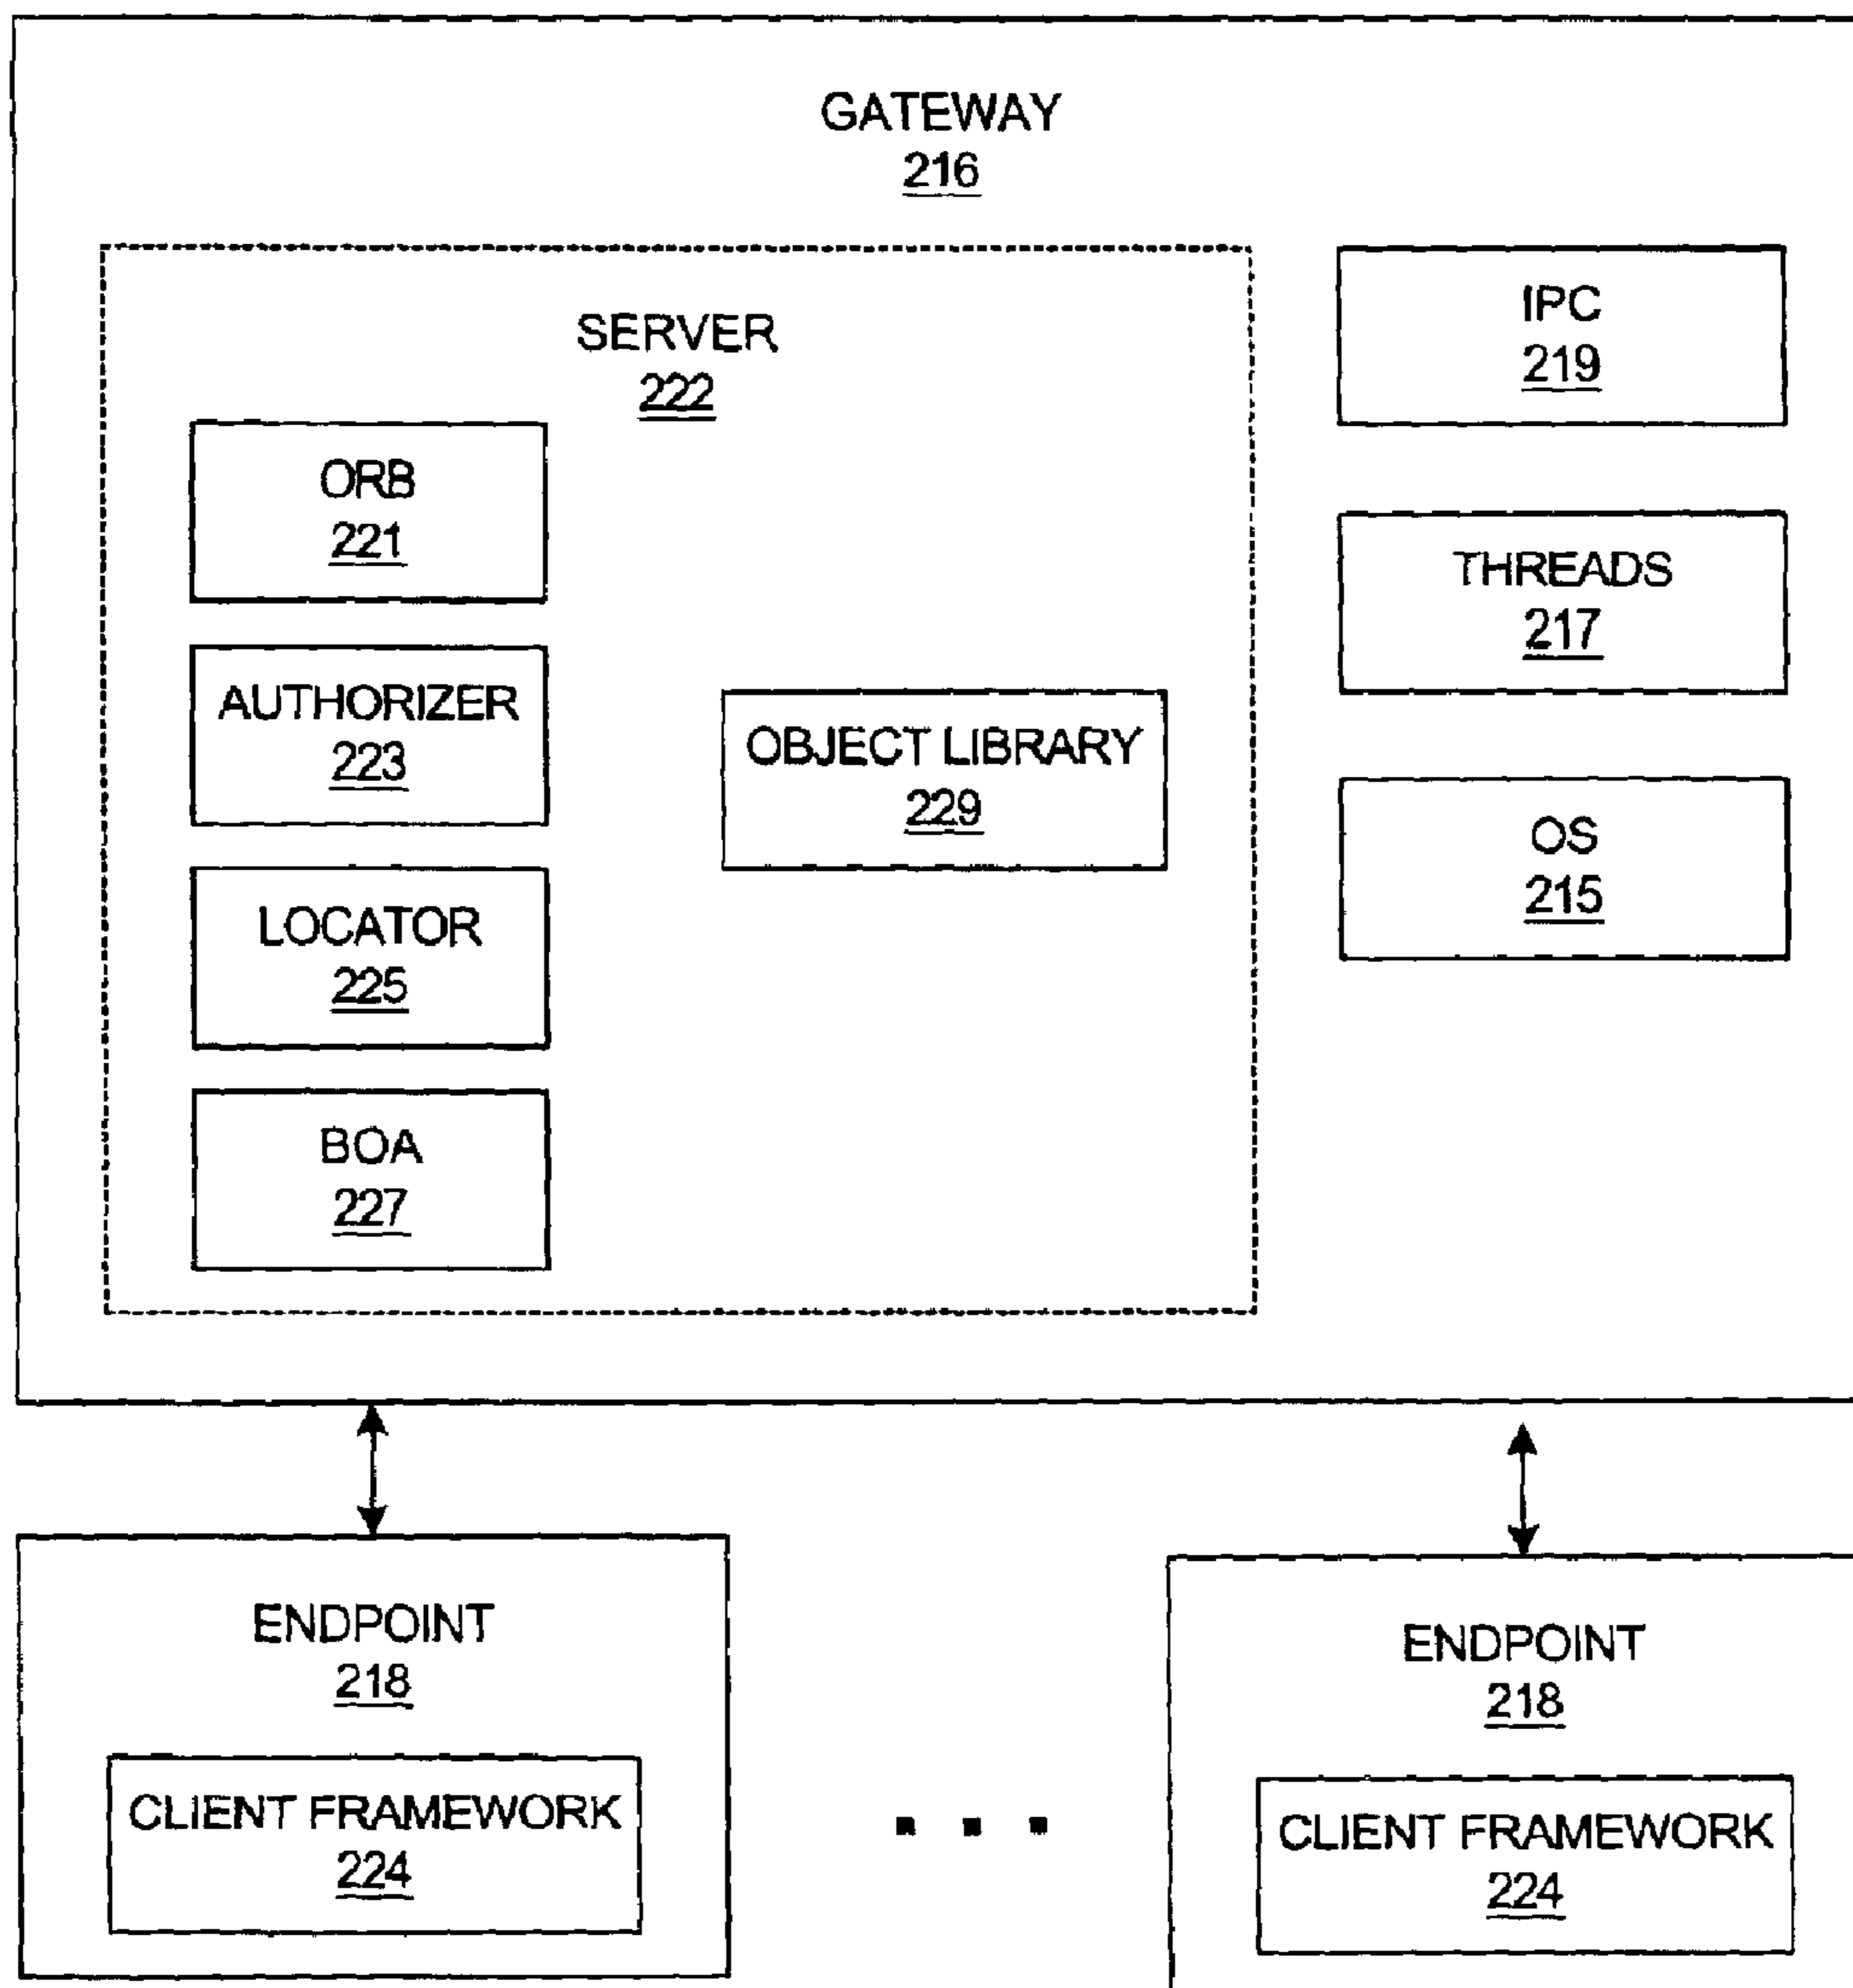 GATEWAY
216
SERVER
222
ORB
221
AUTHORIZER
223
LOCATOR
225
BOA
227
OBJECT LIBRARY
229
IPC
219
THREADS
217
OS
215
ENDPOINT
218
CLIENT FRAMEWORK
224
ENDPOINT
218
CLIENT FRAMEWORK
224